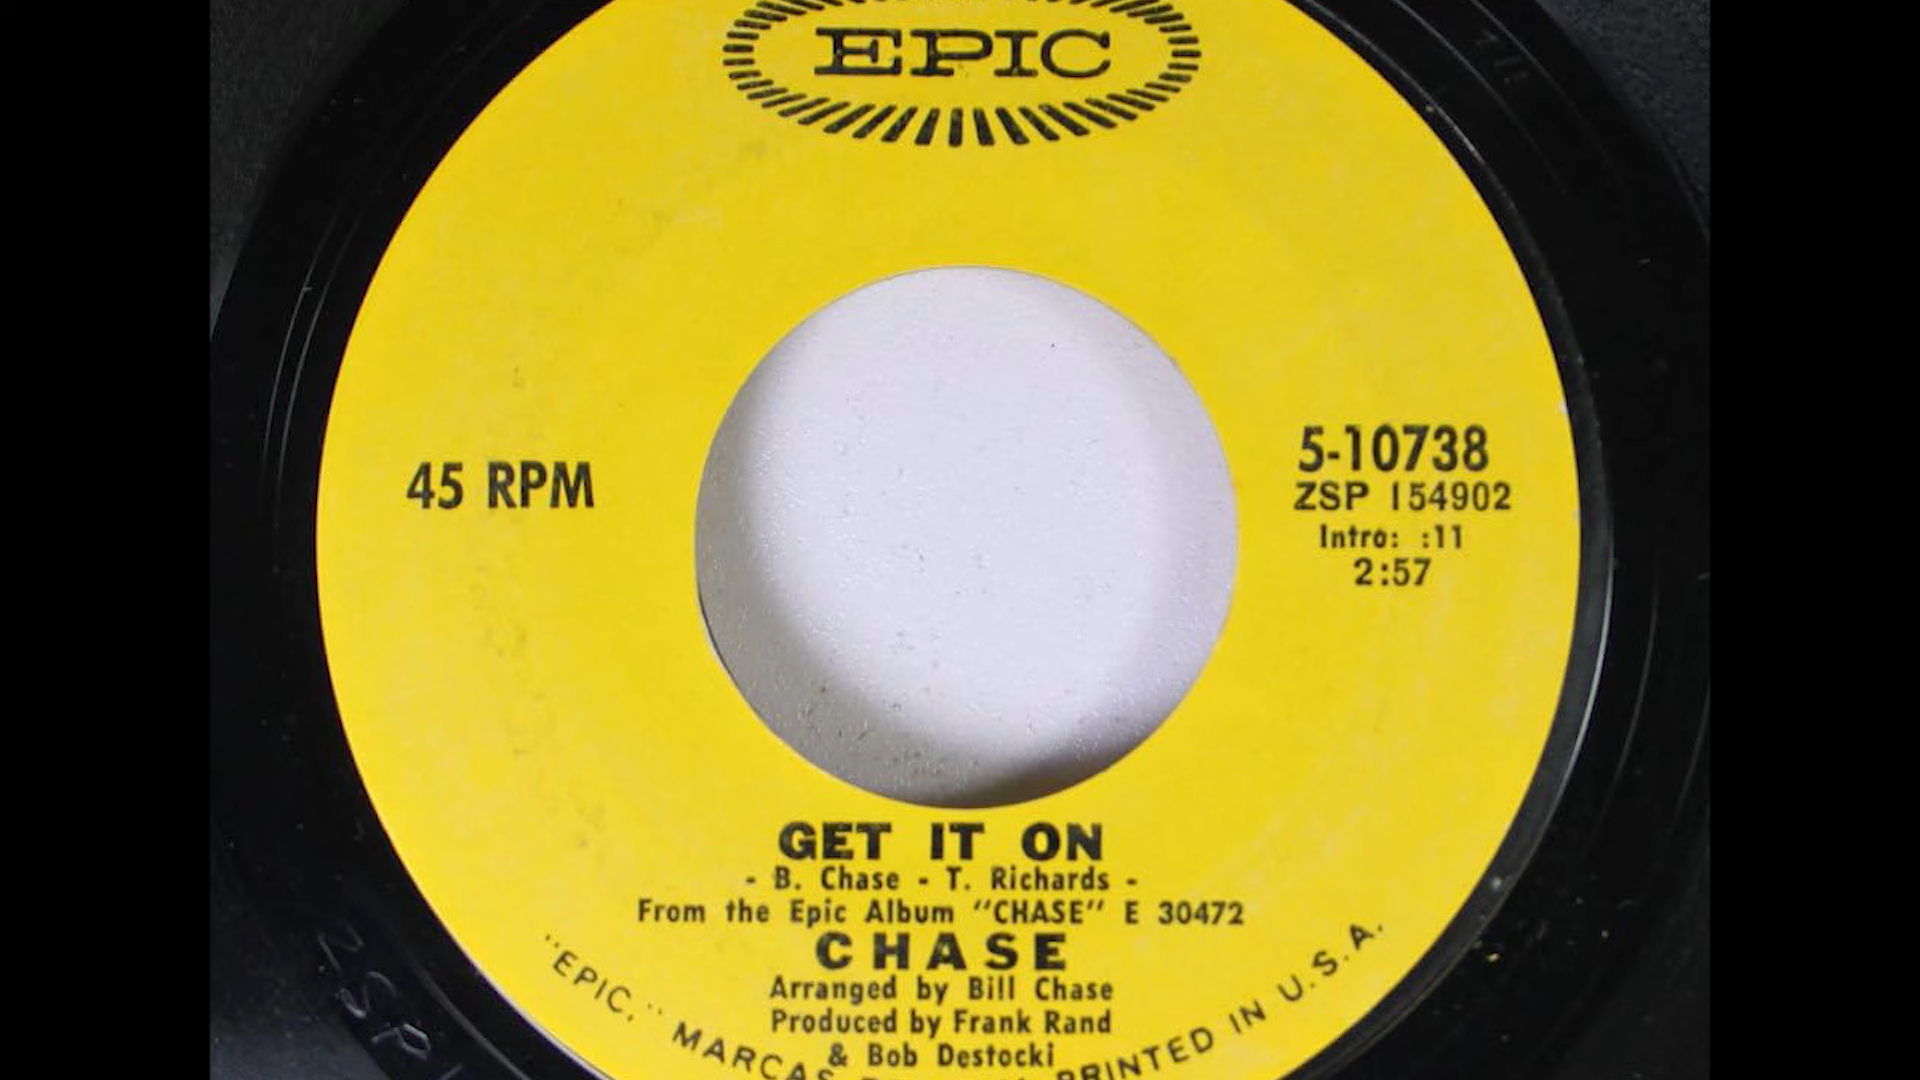 EPIC
45 RPM
5-10738
ZSP 154902
Intro: :11
2:57
GET IT ON
- B. Chase - T. Richards -
From the Epic Album "CHASE" E 30472
CHASE
Arranged by Bill Chase
Produced by Frank Rand
& Bob Destocki
"EPIC," MARCAS PRINTED IN U.S.A.